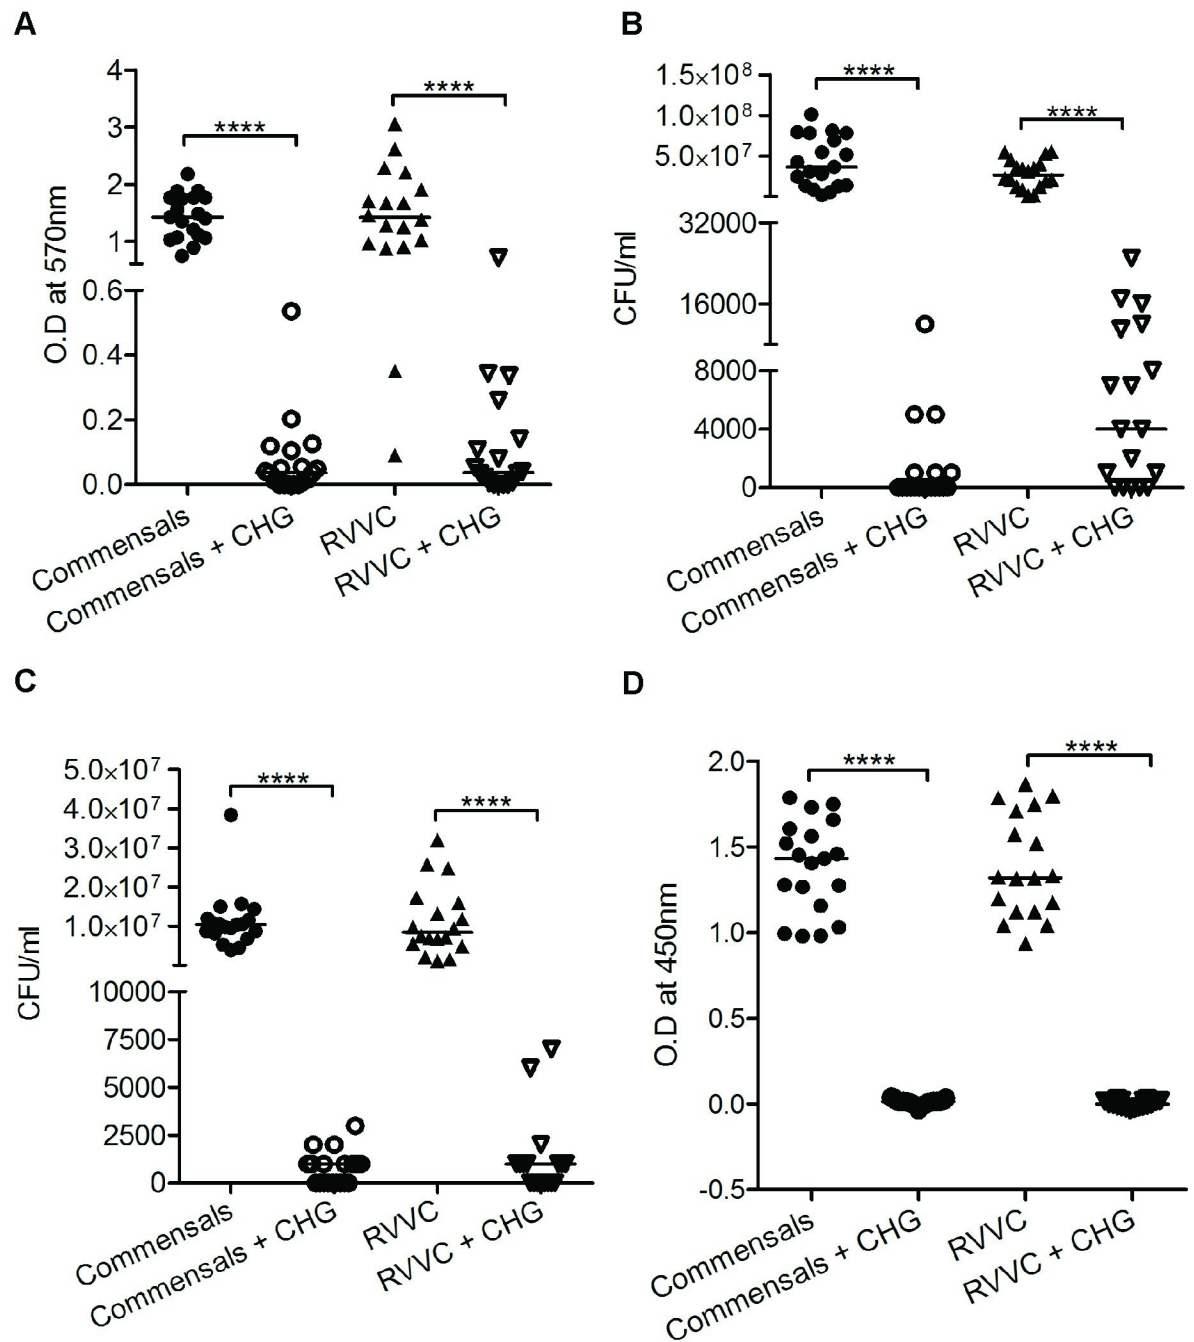 A
O.D at 570nm
4
3
2
1
0.6
0.4
0.2
0.0
****
****
Commensals
Commensals + CHG
RVVC
RVVC + CHG
B
CFU/ml
1.5×10⁸
1.0×10⁸
5.0×10⁷
32000
16000
8000
4000
0
****
****
Commensals
Commensals + CHG
RVVC
RVVC + CHG
C
CFU/ml
5.0×10⁷
4.0×10⁷
3.0×10⁷
2.0×10⁷
1.0×10⁷
10000
7500
5000
2500
0
****
****
Commensals
Commensals + CHG
RVVC
RVVC + CHG
D
O.D at 450nm
2.0
1.5
1.0
0.5
0.0
-0.5
****
****
Commensals
Commensals + CHG
RVVC
RVVC + CHG